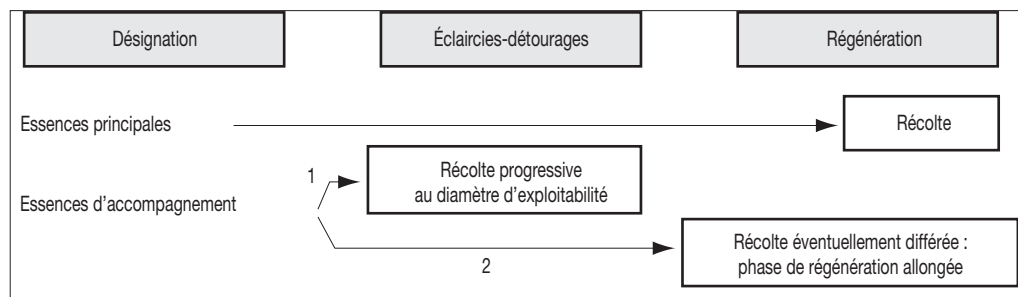 Désignation
Éclaircies-détourages
Régénération
Essences principales
Récolte
1
Récolte progressive
au diamètre d'exploitabilité
Essences d'accompagnement
2
Récolte éventuellement différée :
phase de régénération allongée